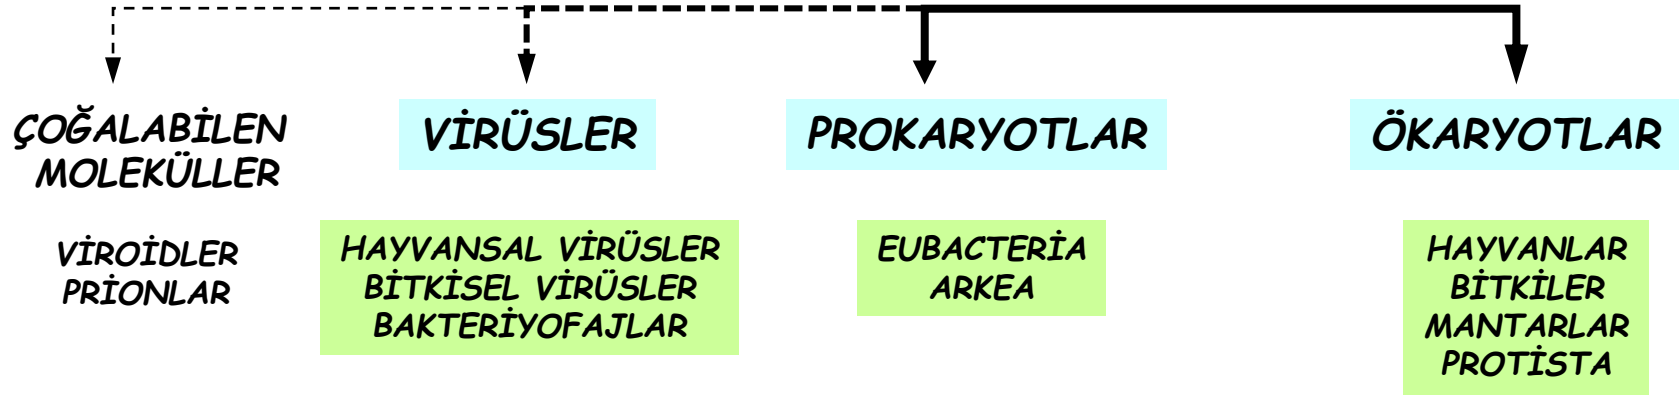 ÇOĞALABİLEN
MOLEKÜLLER
VİROİDLER
PRİONLAR
VİRÜSLER
HAYVANSAL VİRÜSLER
BİTKİSEL VİRÜSLER
BAKTERİYOFAJLAR
PROKARYOTLAR
EUBACTERİA
ARKEA
ÖKARYOTLAR
HAYVANLAR
BİTKİLER
MANTARLAR
PROTİSTA